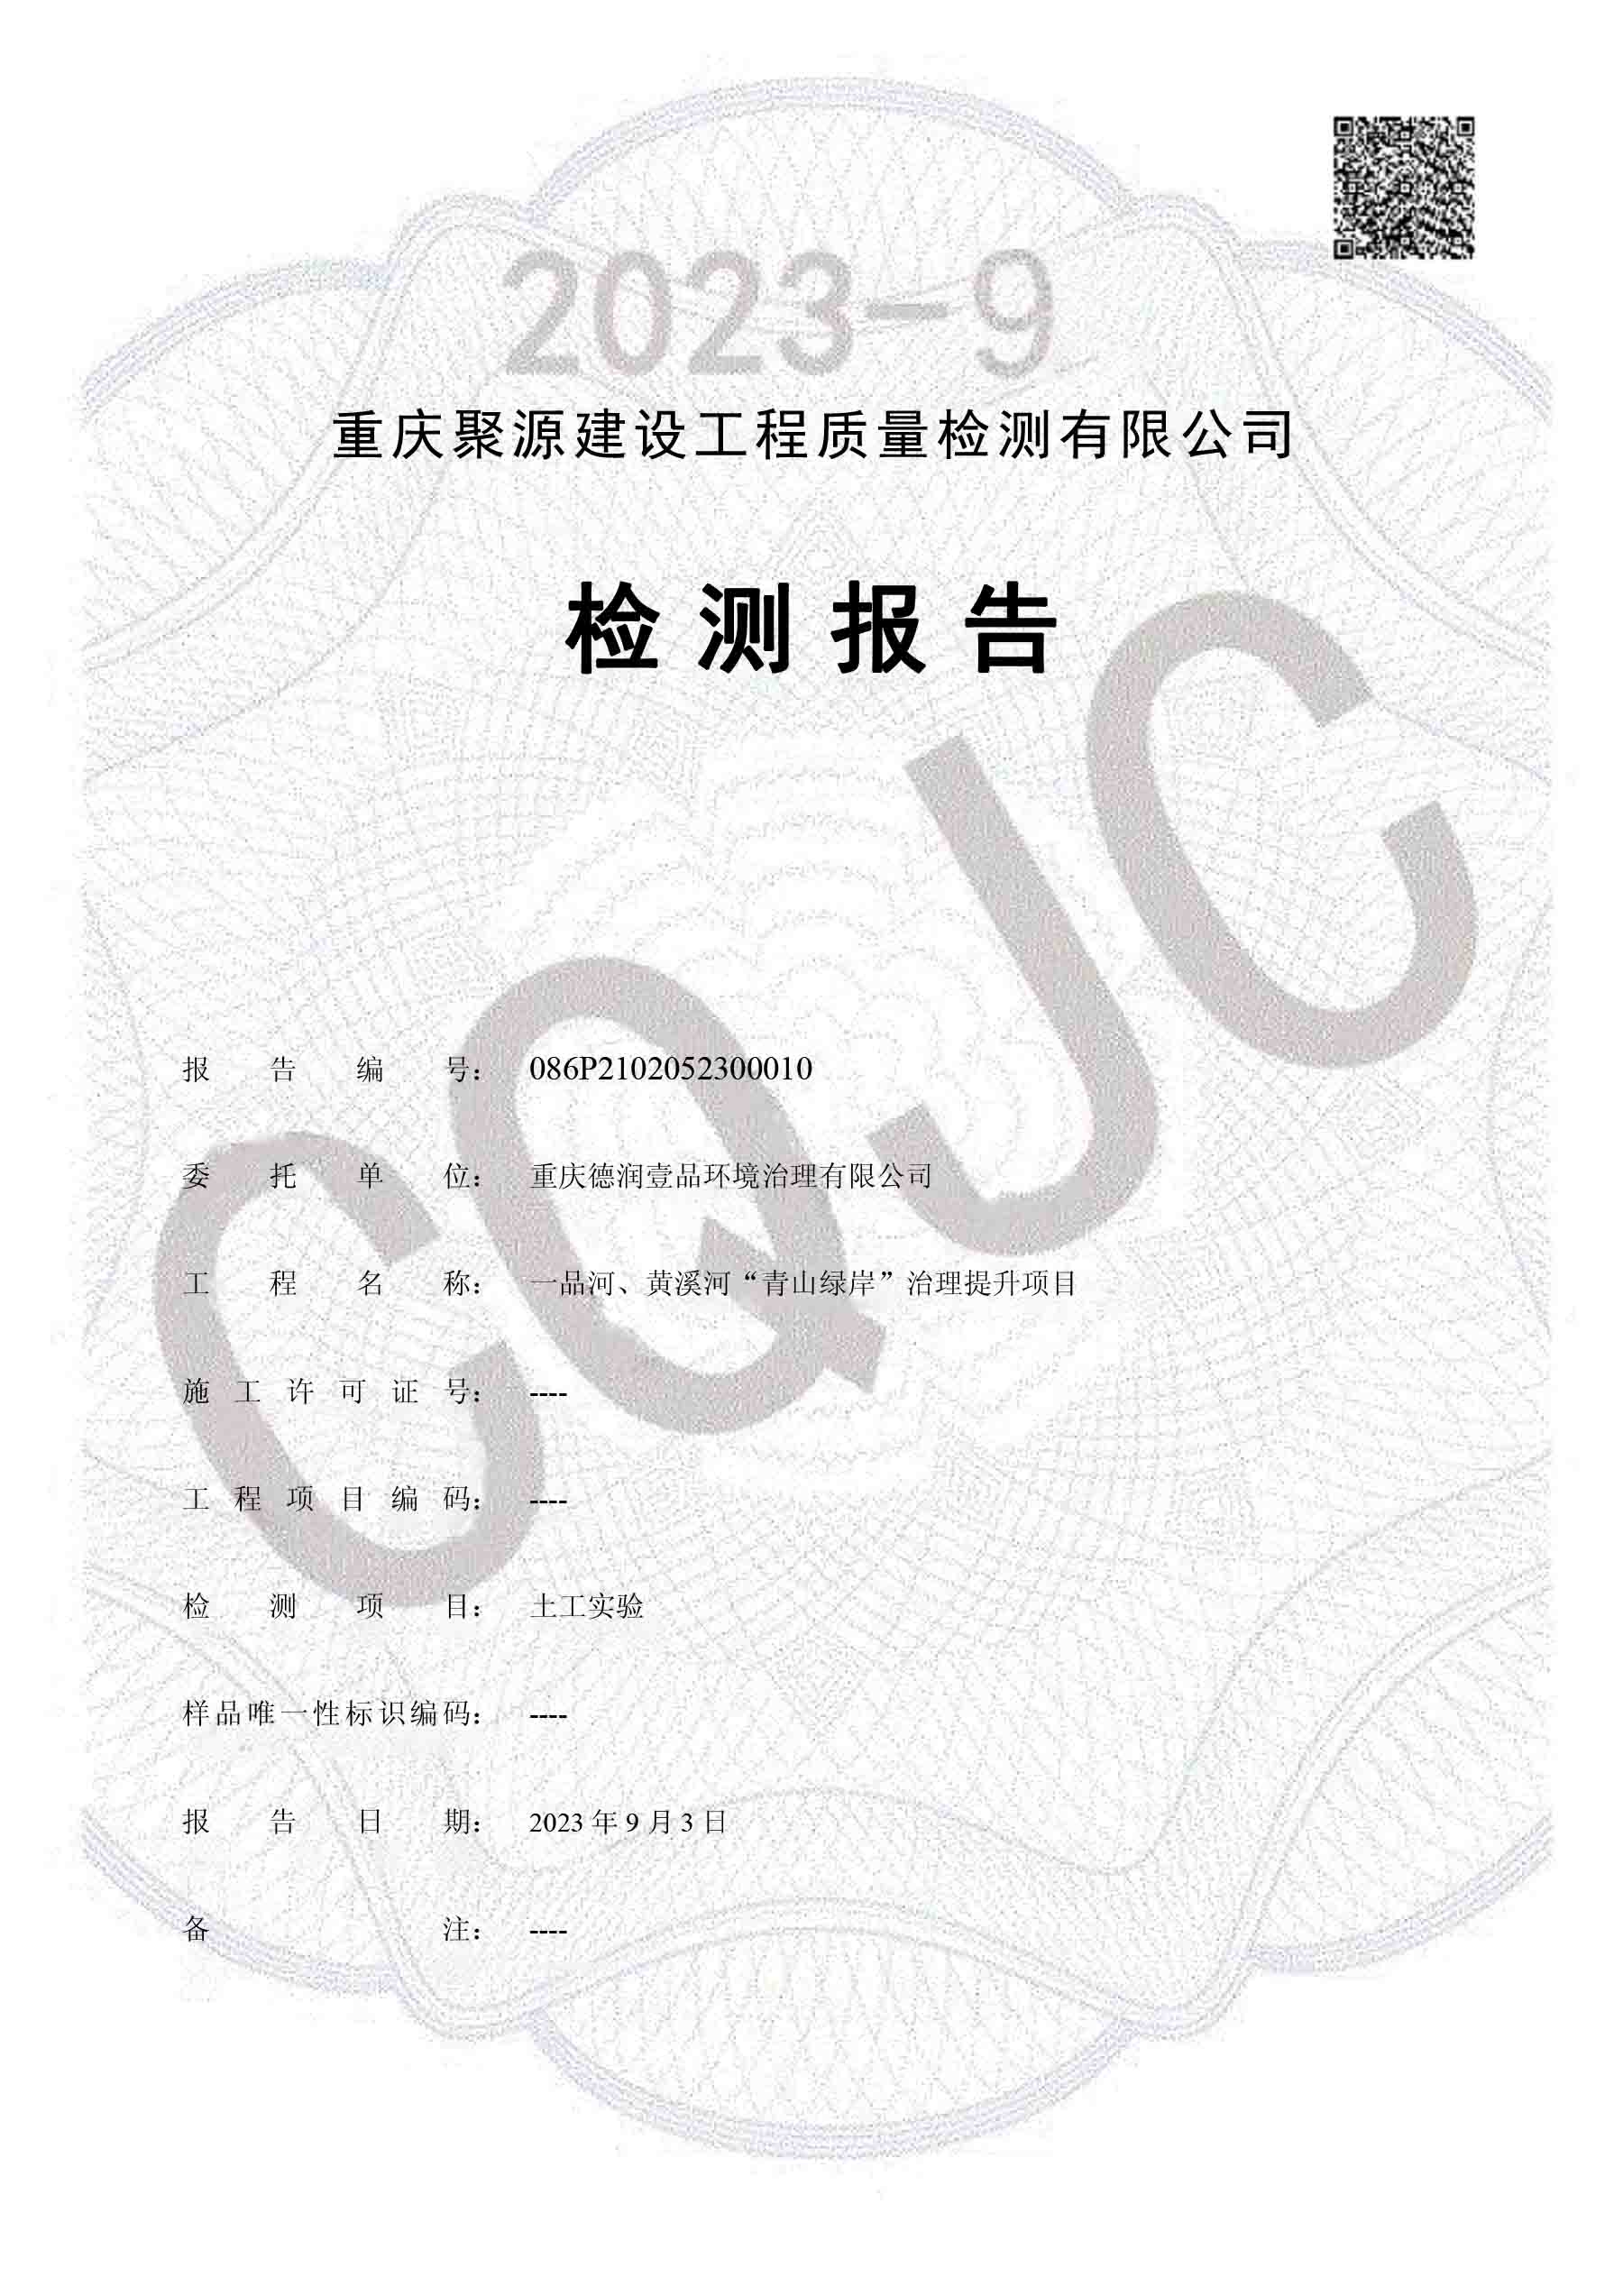 2023-9
重庆聚源建设工程质量检测有限公司
检测报告
CQJC
报告编号： 086P2102052300010
委托单位： 重庆德润壹品环境治理有限公司
工程名称： 一品河、黄溪河“青山绿岸”治理提升项目
施工许可证号： ----
工程项目编码： ----
检测项目： 土工实验
样品唯一性标识编码： ----
报告日期： 2023 年 9 月 3 日
备注： ----